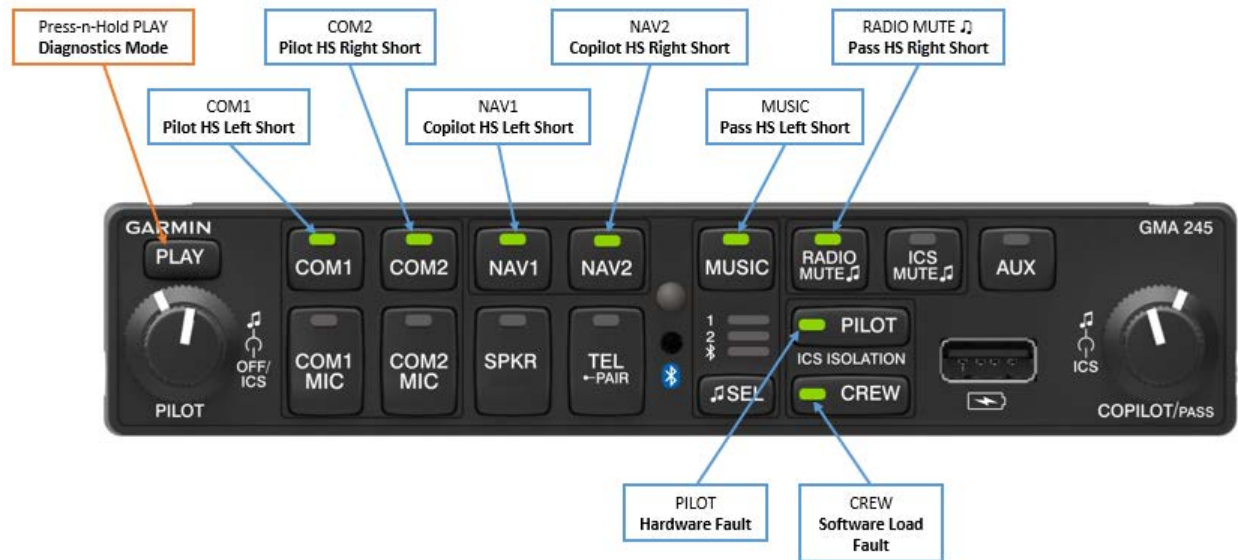 Press-n-Hold PLAY
Diagnostics Mode
COM2
Pilot HS Right Short
NAV2
Copilot HS Right Short
RADIO MUTE ♫
Pass HS Right Short
COM1
Pilot HS Left Short
NAV1
Copilot HS Left Short
MUSIC
Pass HS Left Short
GARMIN
GMA 245
PLAY
COM1
COM2
NAV1
NAV2
MUSIC
RADIO
MUTE♫
ICS
MUTE♫
AUX
♫
OFF/
ICS
PILOT
COM1
MIC
COM2
MIC
SPKR
TEL
←PAIR
1
2
♫SEL
PILOT
ICS ISOLATION
CREW
♫
ICS
COPILOT/PASS
PILOT
Hardware Fault
CREW
Software Load
Fault